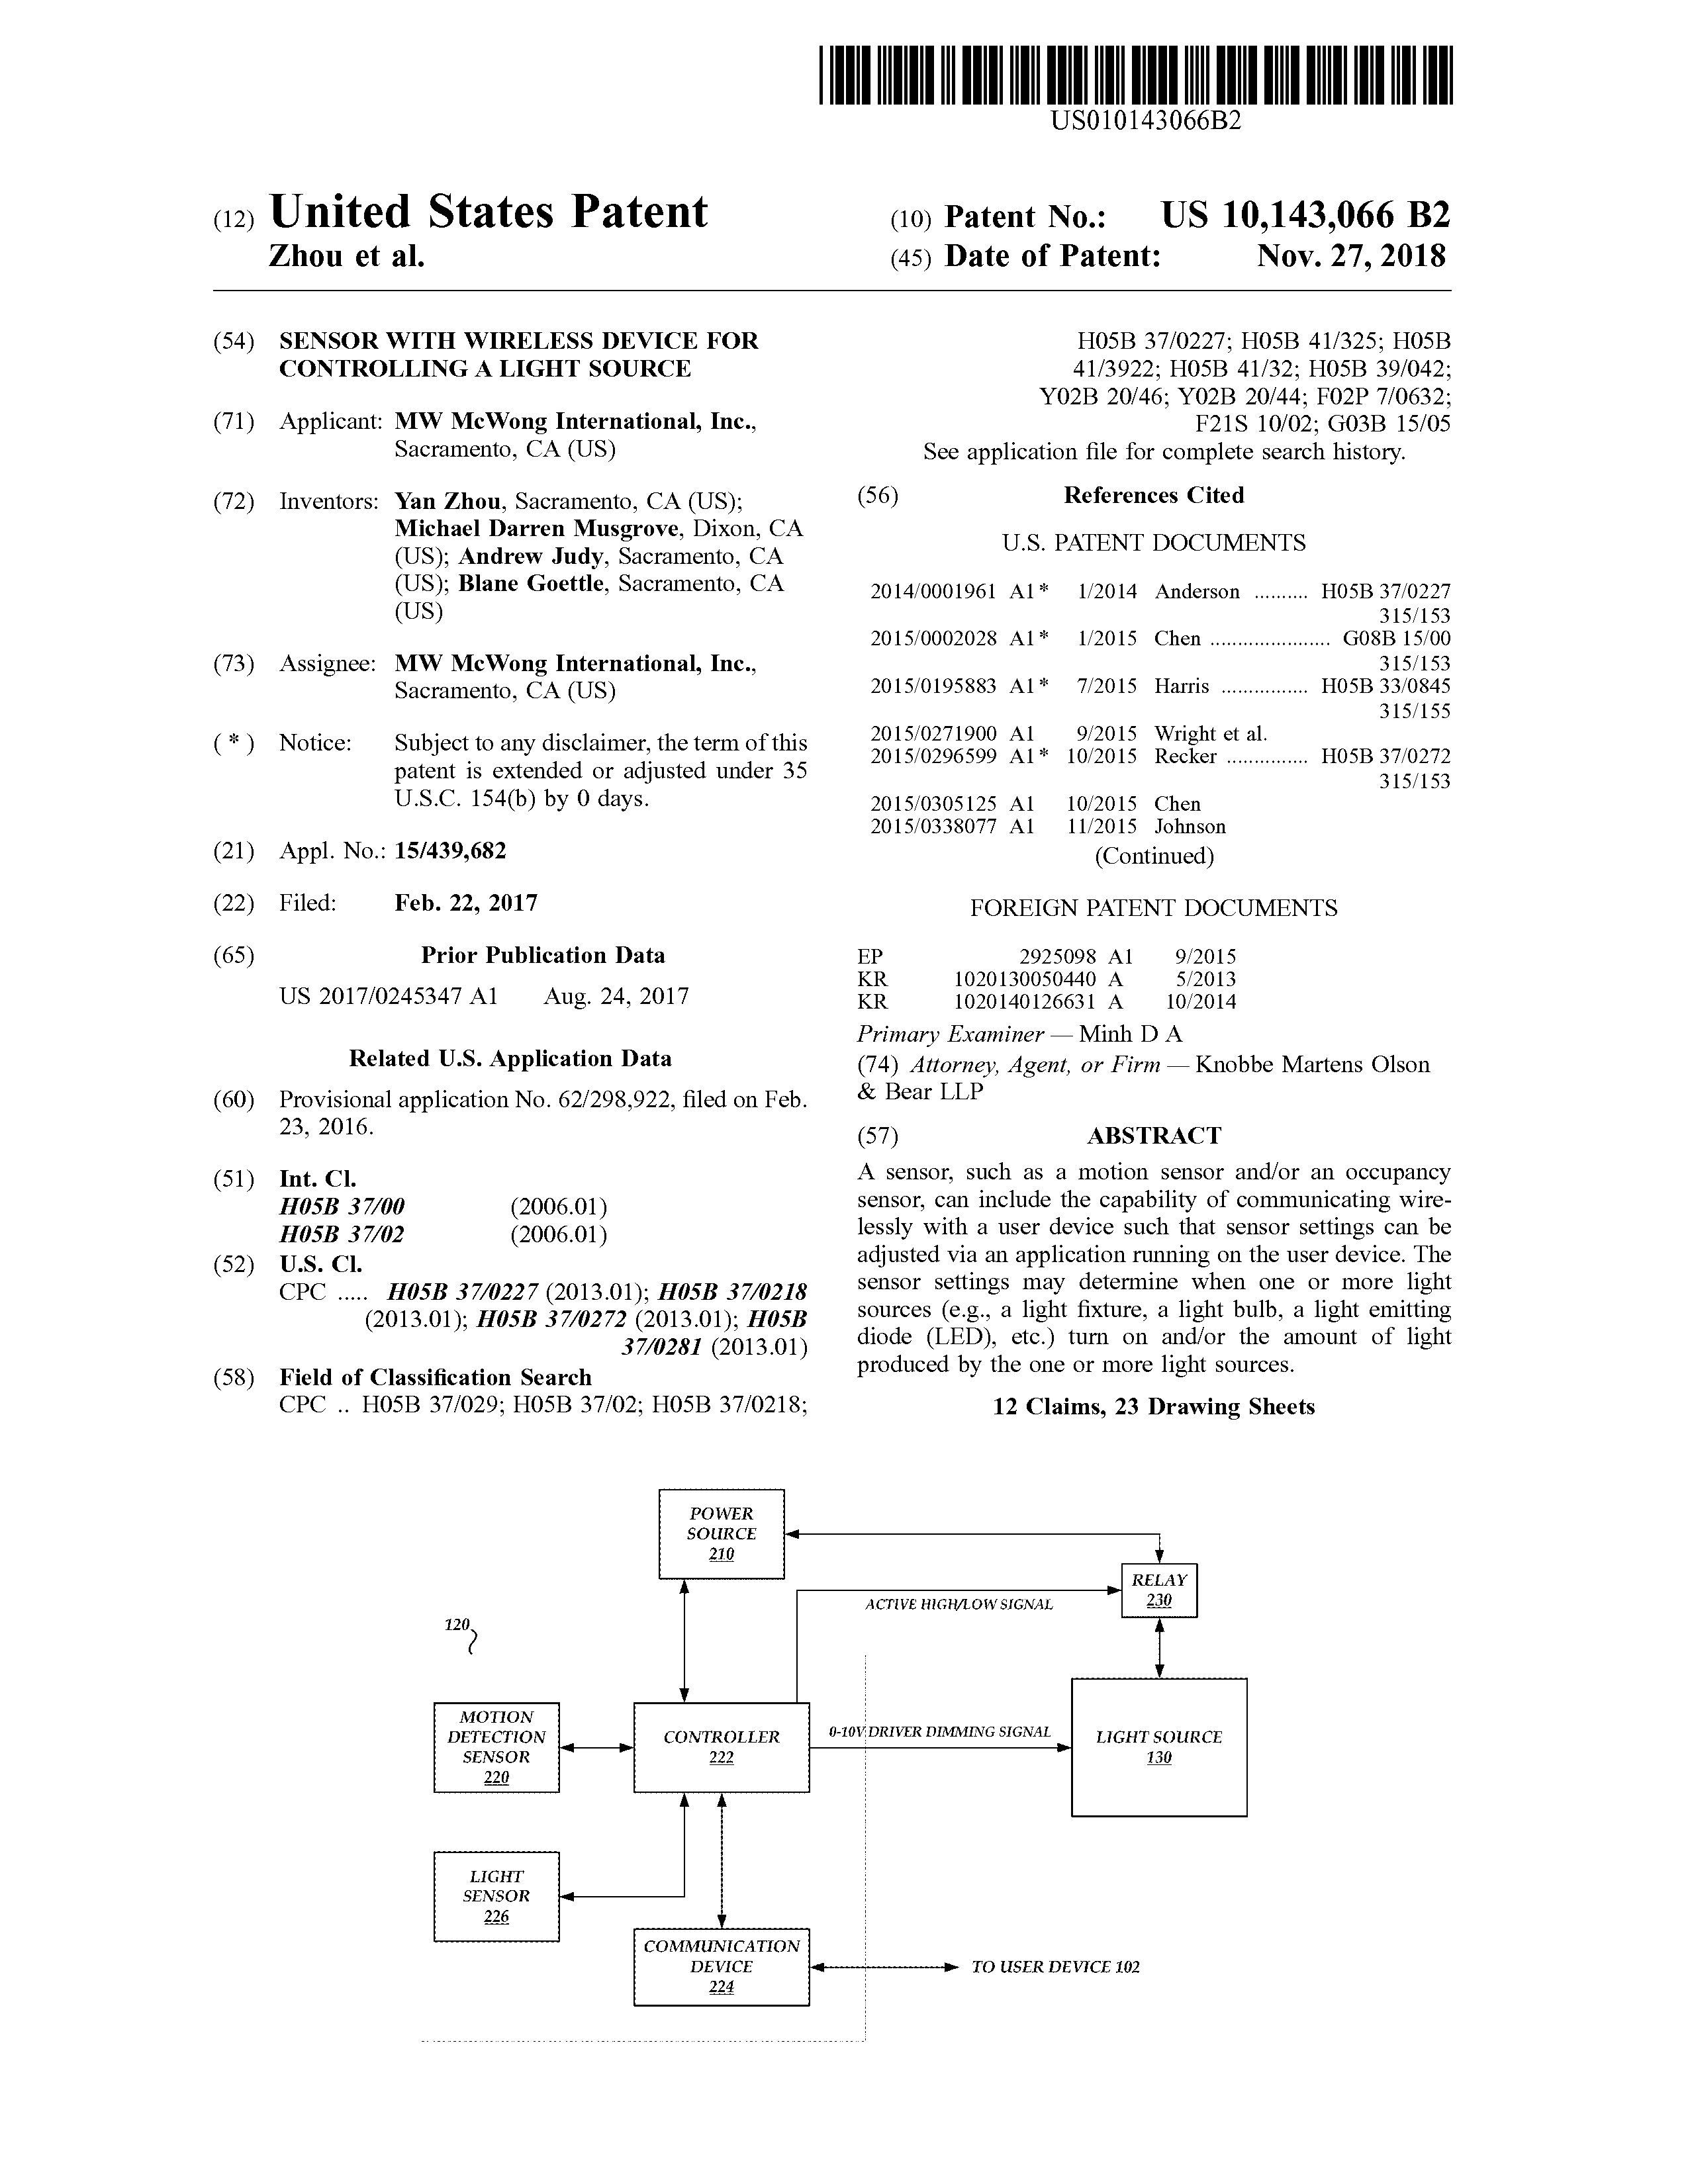 US010143066B2
(12) United States Patent
Zhou et al.
(10) Patent No.: US 10,143,066 B2
(45) Date of Patent: Nov. 27, 2018
(54) SENSOR WITH WIRELESS DEVICE FOR
CONTROLLING A LIGHT SOURCE
(71) Applicant: MW McWong International, Inc.,
Sacramento, CA (US)
(72) Inventors: Yan Zhou, Sacramento, CA (US);
Michael Darren Musgrove, Dixon, CA
(US); Andrew Judy, Sacramento, CA
(US); Blane Goettle, Sacramento, CA
(US)
(73) Assignee: MW McWong International, Inc.,
Sacramento, CA (US)
( * ) Notice: Subject to any disclaimer, the term of this
patent is extended or adjusted under 35
U.S.C. 154(b) by 0 days.
(21) Appl. No.: 15/439,682
(22) Filed: Feb. 22, 2017
(65) Prior Publication Data
US 2017/0245347 A1 Aug. 24, 2017
Related U.S. Application Data
(60) Provisional application No. 62/298,922, filed on Feb.
23, 2016.
(51) Int. Cl.
H05B 37/00 (2006.01)
H05B 37/02 (2006.01)
(52) U.S. Cl.
CPC ..... H05B 37/0227 (2013.01); H05B 37/0218
(2013.01); H05B 37/0272 (2013.01); H05B
37/0281 (2013.01)
(58) Field of Classification Search
CPC .. H05B 37/029; H05B 37/02; H05B 37/0218;
H05B 37/0227; H05B 41/325; H05B
41/3922; H05B 41/32; H05B 39/042;
Y02B 20/46; Y02B 20/44; F02P 7/0632;
F21S 10/02; G03B 15/05
See application file for complete search history.
(56) References Cited
U.S. PATENT DOCUMENTS
2014/0001961 A1* 1/2014 Anderson .......... H05B 37/0227
315/153
2015/0002028 A1* 1/2015 Chen ...................... G08B 15/00
315/153
2015/0195883 A1* 7/2015 Harris ................ H05B 33/0845
315/155
2015/0271900 A1 9/2015 Wright et al.
2015/0296599 A1* 10/2015 Recker ............... H05B 37/0272
315/153
2015/0305125 A1 10/2015 Chen
2015/0338077 A1 11/2015 Johnson
(Continued)
FOREIGN PATENT DOCUMENTS
EP 2925098 A1 9/2015
KR 1020130050440 A 5/2013
KR 1020140126631 A 10/2014
Primary Examiner — Minh D A
(74) Attorney, Agent, or Firm — Knobbe Martens Olson
& Bear LLP
(57) ABSTRACT
A sensor, such as a motion sensor and/or an occupancy
sensor, can include the capability of communicating wire-
lessly with a user device such that sensor settings can be
adjusted via an application running on the user device. The
sensor settings may determine when one or more light
sources (e.g., a light fixture, a light bulb, a light emitting
diode (LED), etc.) turn on and/or the amount of light
produced by the one or more light sources.
12 Claims, 23 Drawing Sheets
POWER
SOURCE
210
RELAY
230
ACTIVE HIGH/LOW SIGNAL
120
MOTION
DETECTION
SENSOR
220
CONTROLLER
222
0-10V DRIVER DIMMING SIGNAL
LIGHT SOURCE
130
LIGHT
SENSOR
226
COMMUNICATION
DEVICE
224
TO USER DEVICE 102